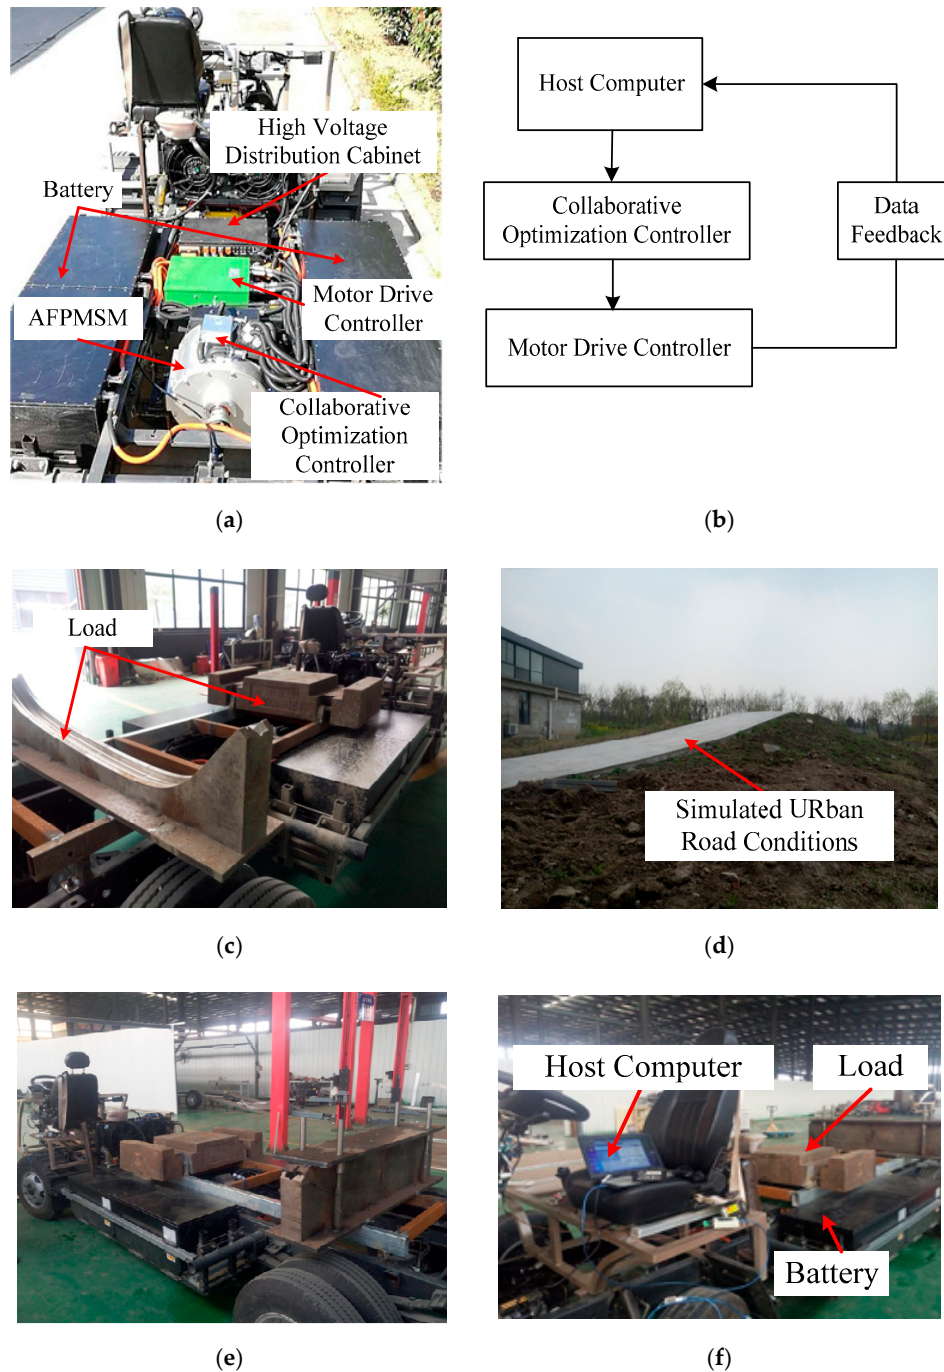 High Voltage
Distribution Cabinet
Battery
Motor Drive
Controller
AFPMSM
Collaborative
Optimization
Controller
(a)
Host Computer
Collaborative
Optimization Controller
Data
Feedback
Motor Drive Controller
(b)
Load
(c)
Simulated URban
Road Conditions
(d)
(e)
Host Computer
Load
Battery
(f)